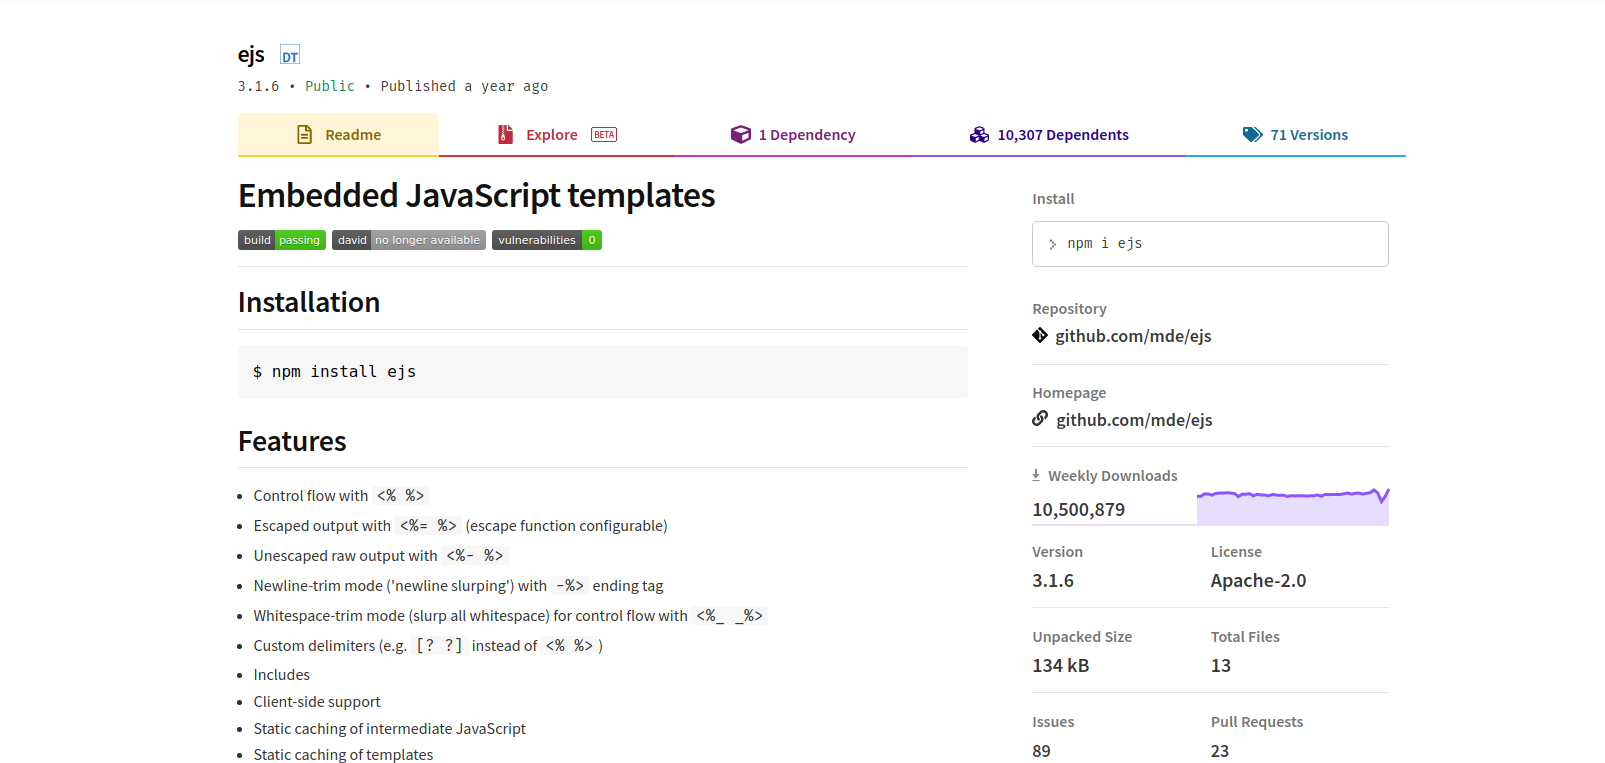 ejs DT
3.1.6 • Public • Published a year ago
Readme
Explore BETA
1 Dependency
10,307 Dependents
71 Versions
Embedded JavaScript templates
build passing david no longer available vulnerabilities 0
Installation
$ npm install ejs
Features
• Control flow with <% %>
• Escaped output with <%= %> (escape function configurable)
• Unescaped raw output with <%- %>
• Newline-trim mode ('newline slurping') with -%> ending tag
• Whitespace-trim mode (slurp all whitespace) for control flow with <%_ _%>
• Custom delimiters (e.g. [? ?] instead of <% %>)
• Includes
• Client-side support
• Static caching of intermediate JavaScript
• Static caching of templates
Install
> npm i ejs
Repository
github.com/mde/ejs
Homepage
github.com/mde/ejs
Weekly Downloads
10,500,879
Version
3.1.6
License
Apache-2.0
Unpacked Size
134 kB
Total Files
13
Issues
89
Pull Requests
23